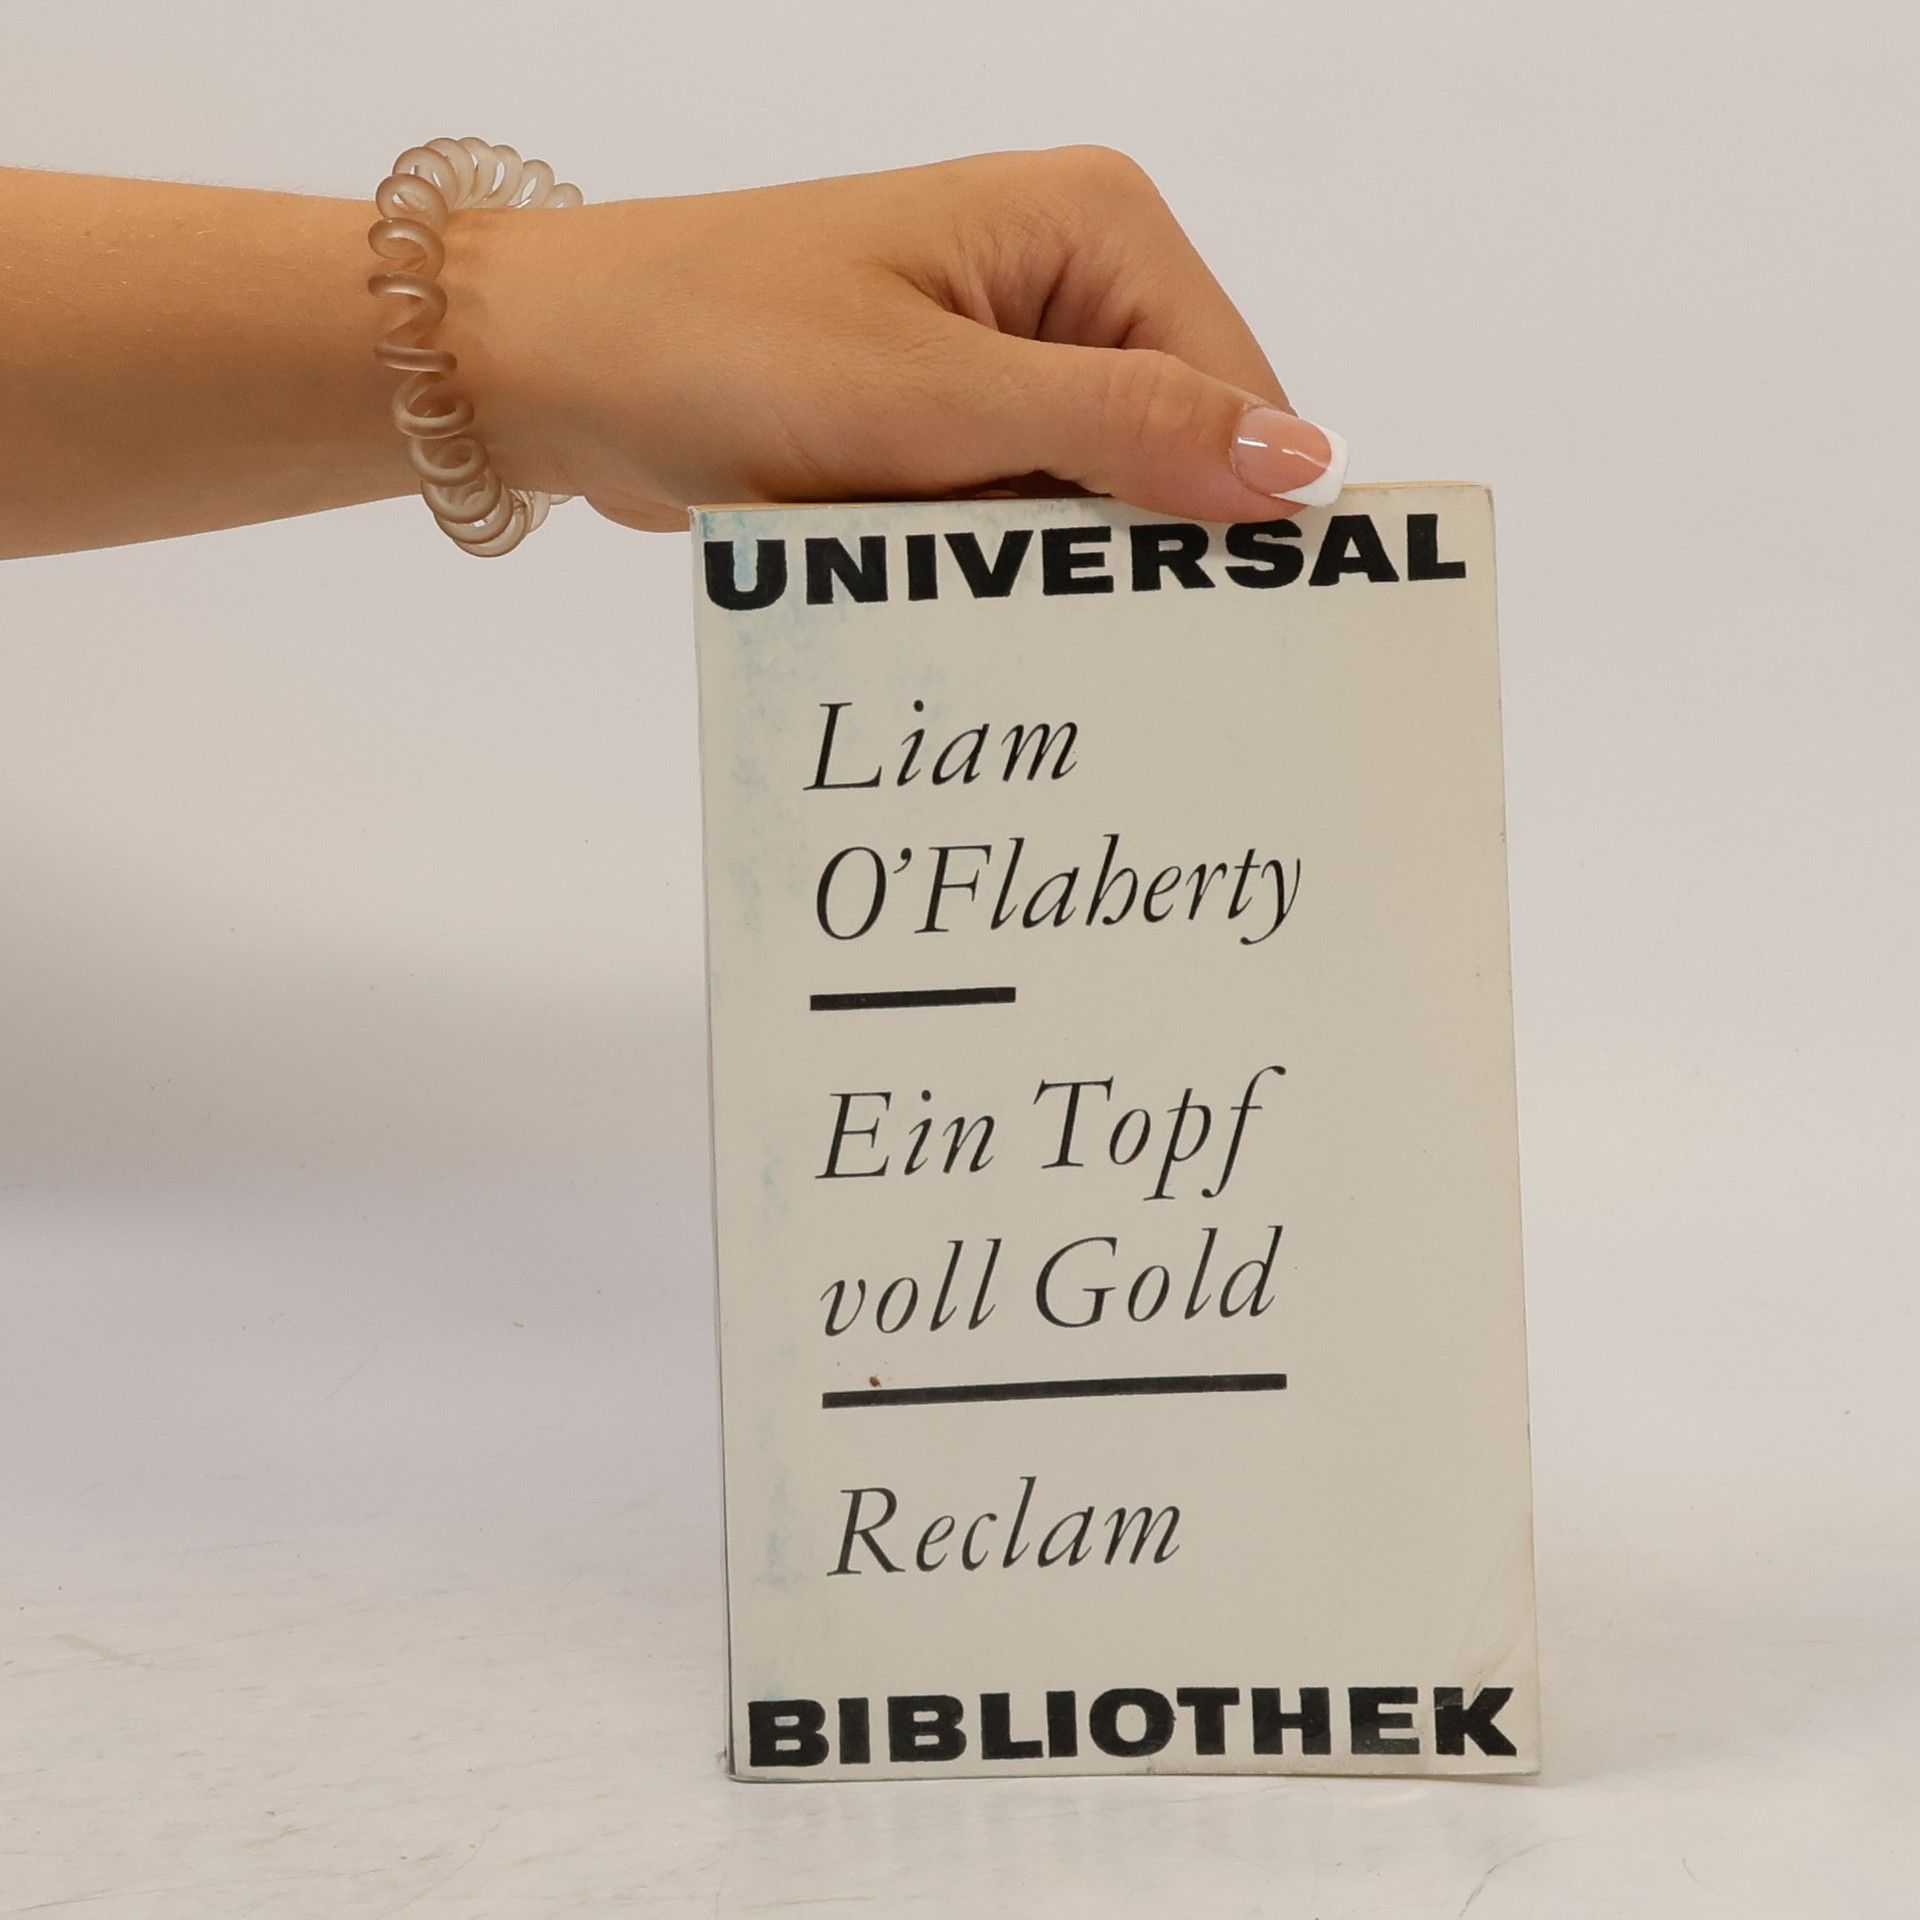 UNIVERSAL
Liam
O'Flaherty
Ein Topf
voll Gold
Reclam
BIBLIOTHEK